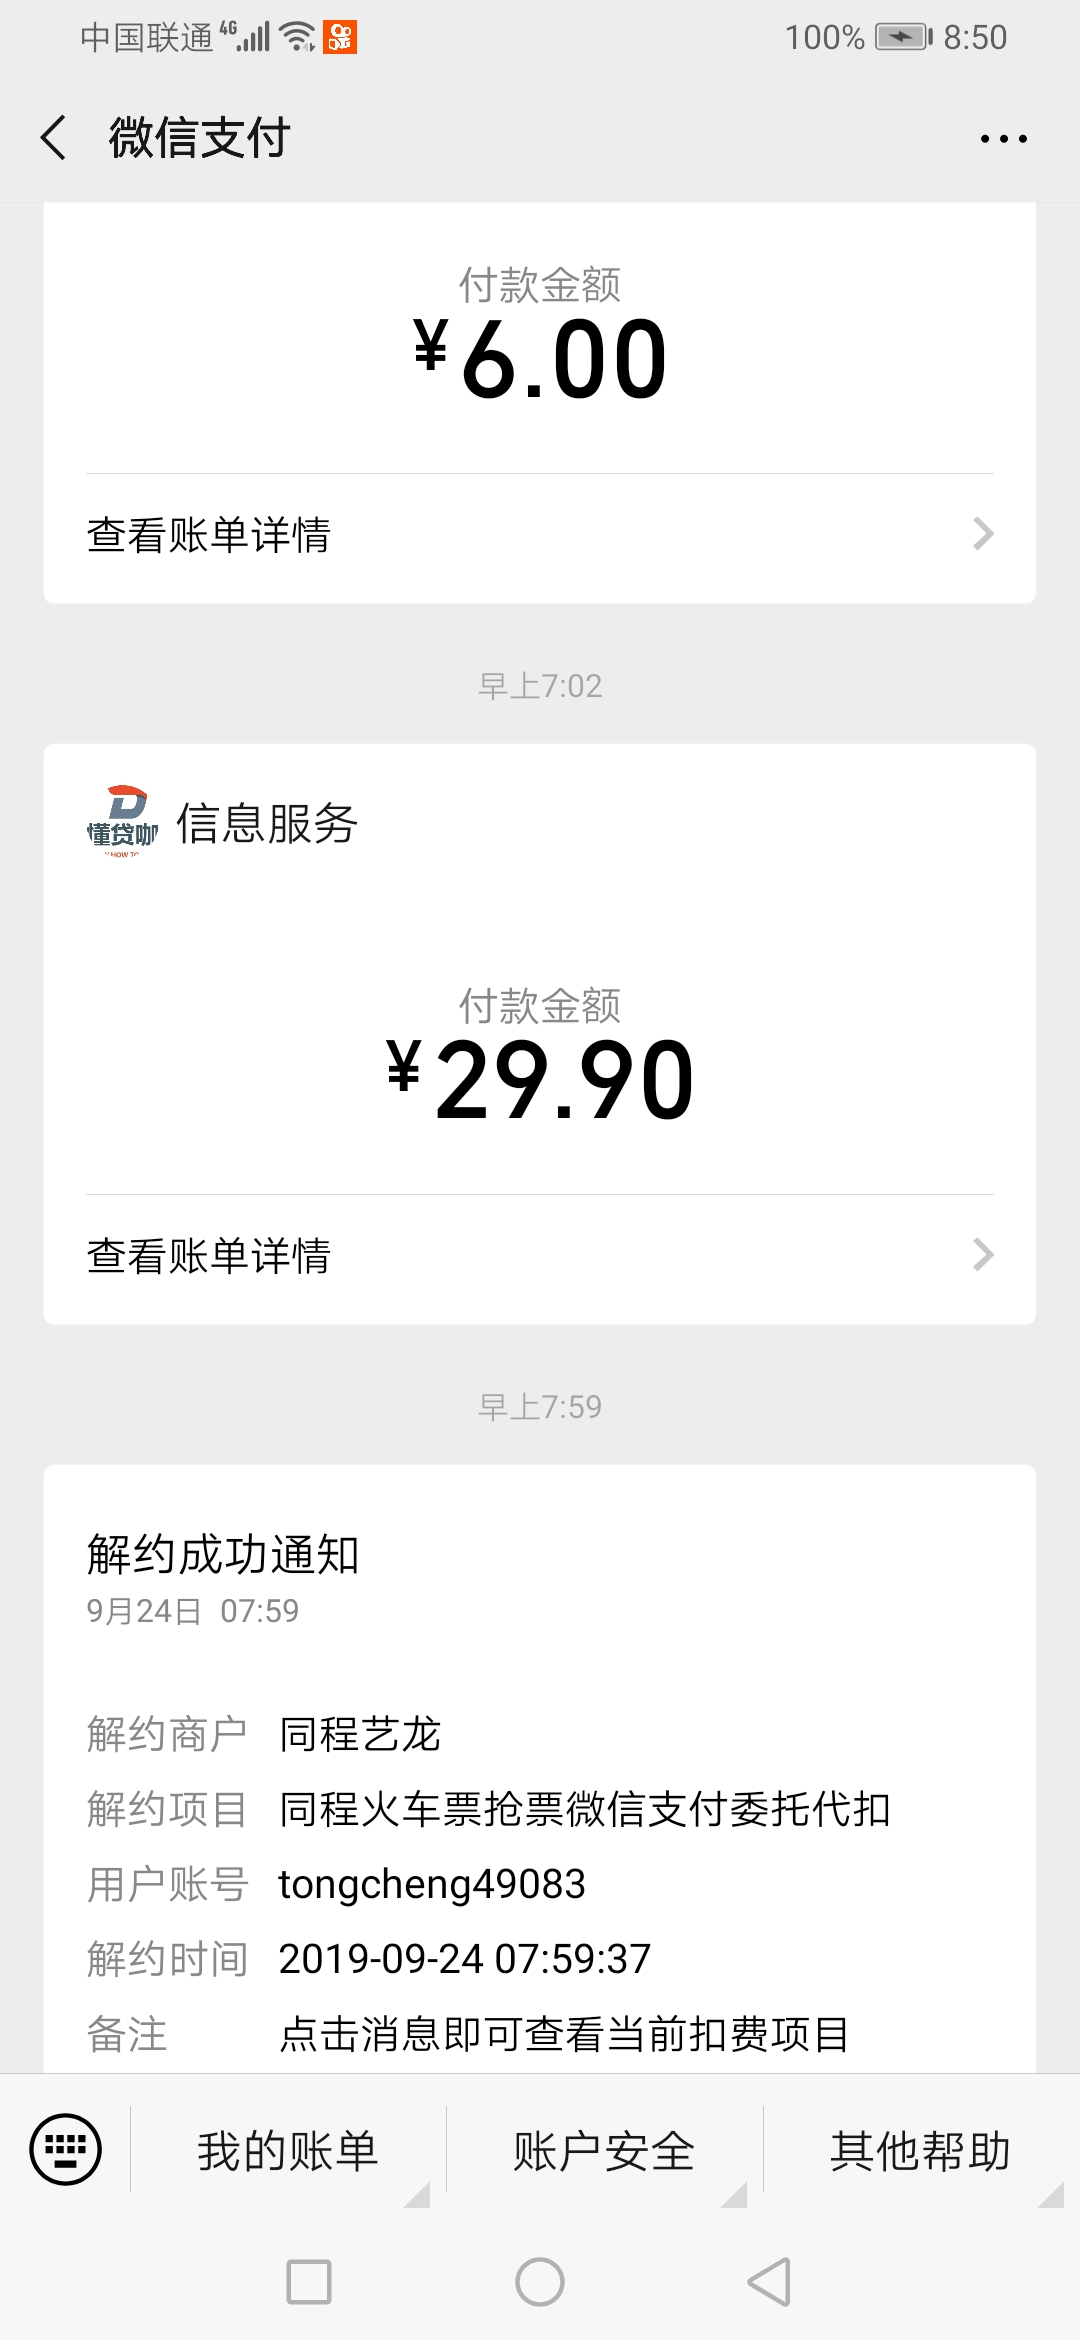 中国联通 4G 100% 8:50
微信支付
付款金额
¥6.00
查看账单详情
早上7:02
D
懂贷咖 信息服务
HOW TO
付款金额
¥29.90
查看账单详情
早上7:59
解约成功通知
9月24日 07:59
解约商户 同程艺龙
解约项目 同程火车票抢票微信支付委托代扣
用户账号 tongcheng49083
解约时间 2019-09-24 07:59:37
备注 点击消息即可查看当前扣费项目
我的账单 账户安全 其他帮助